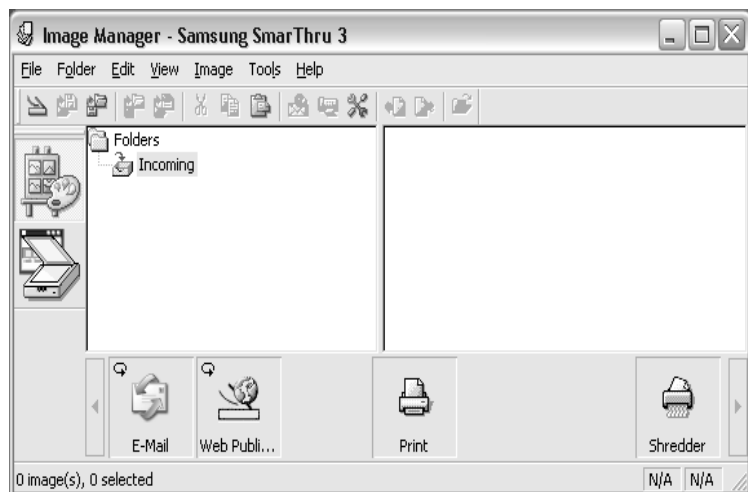 Image Manager - Samsung SmarThru 3
File Folder Edit View Image Tools Help
Folders
Incoming
E-Mail Web Publi... Print Shredder
0 image(s), 0 selected N/A N/A